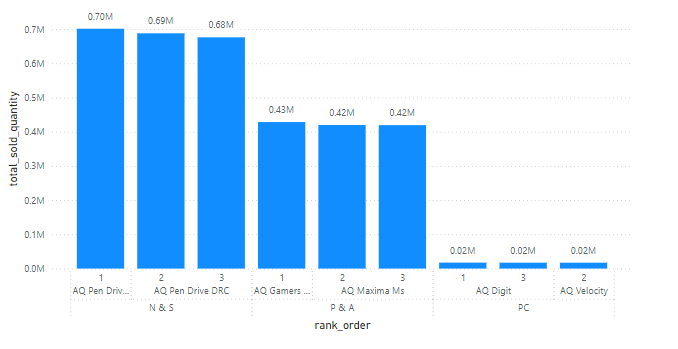 0.70M
0.69M
0.68M
0.43M
0.42M
0.42M
0.02M
0.02M
0.02M
0.7M
0.6M
0.5M
0.4M
0.3M
0.2M
0.1M
0.0M
total_sold_quantity
1 2 3 1 2 3 1 3 2
AQ Pen Driv... AQ Pen Drive DRC AQ Gamers ... AQ Maxima Ms AQ Digit AQ Velocity
N & S P & A PC
rank_order